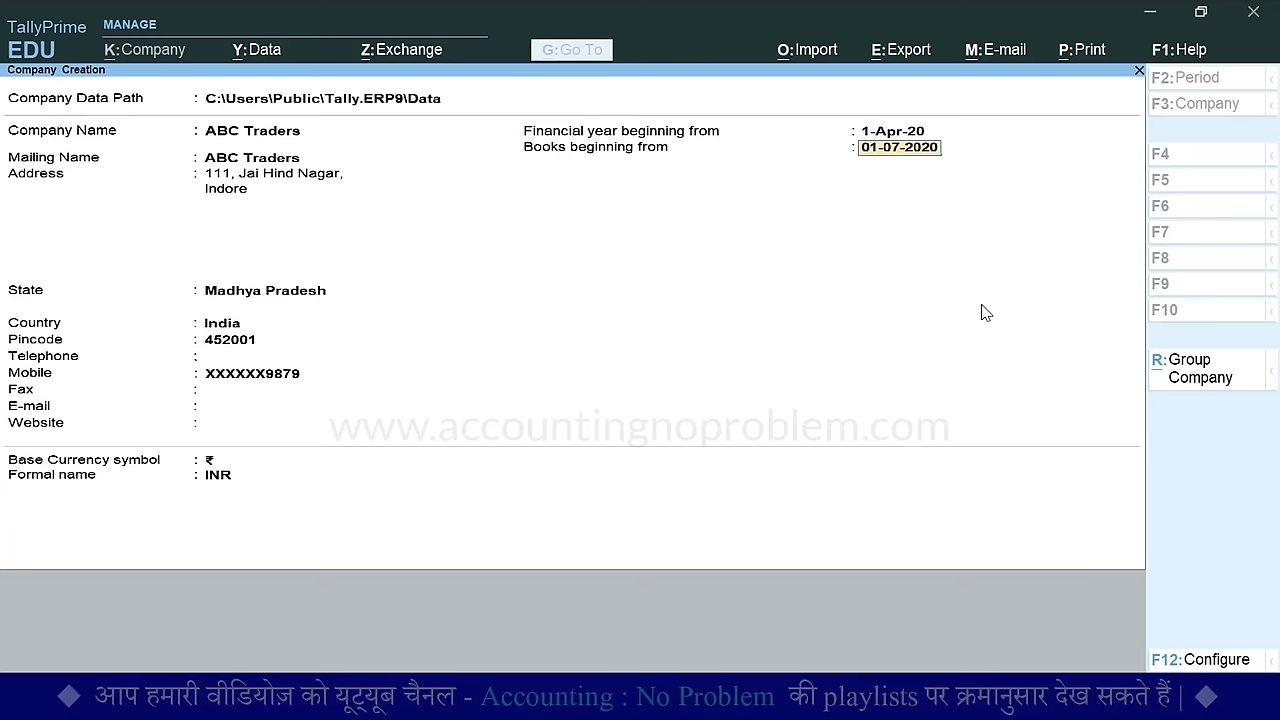 TallyPrime MANAGE
EDU K:Company Y:Data Z:Exchange G:Go To O:Import E:Export M:E-mail P:Print F1:Help
Company Creation
Company Data Path : C:\Users\Public\Tally.ERP9\Data
Company Name : ABC Traders Financial year beginning from : 1-Apr-20
Books beginning from : 01-07-2020
Mailing Name : ABC Traders
Address : 111, Jai Hind Nagar,
Indore
State : Madhya Pradesh
Country : India
Pincode : 452001
Telephone :
Mobile : XXXXXX9879
Fax :
E-mail :
Website :
www.accountingnoproblem.com
Base Currency symbol : ₹
Formal name : INR
F2:Period
F3:Company
F4
F5
F6
F7
F8
F9
F10
R:Group
Company
F12:Configure
आप हमारी वीडियोज़ को यूट्यूब चैनल - Accounting : No Problem की playlists पर क्रमानुसार देख सकते हैं |